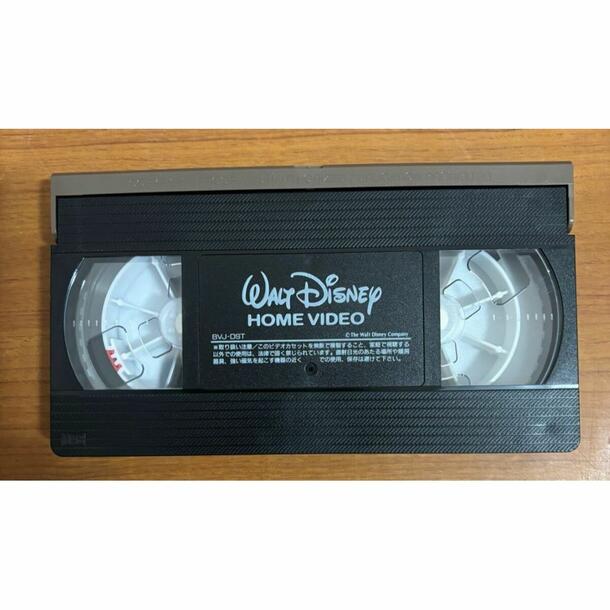 WALT DISNEY
HOME VIDEO
BVJ-DST
© The Walt Disney Company
※取り扱い注意／このビデオカセットを無断で複製すること、家庭で視聴する
以外での使用は、法律で固く禁じられています。直射日光のあたる場所や暖房
器具、強い磁気を起こす機器の近く での使用、保存は避けて下さい。